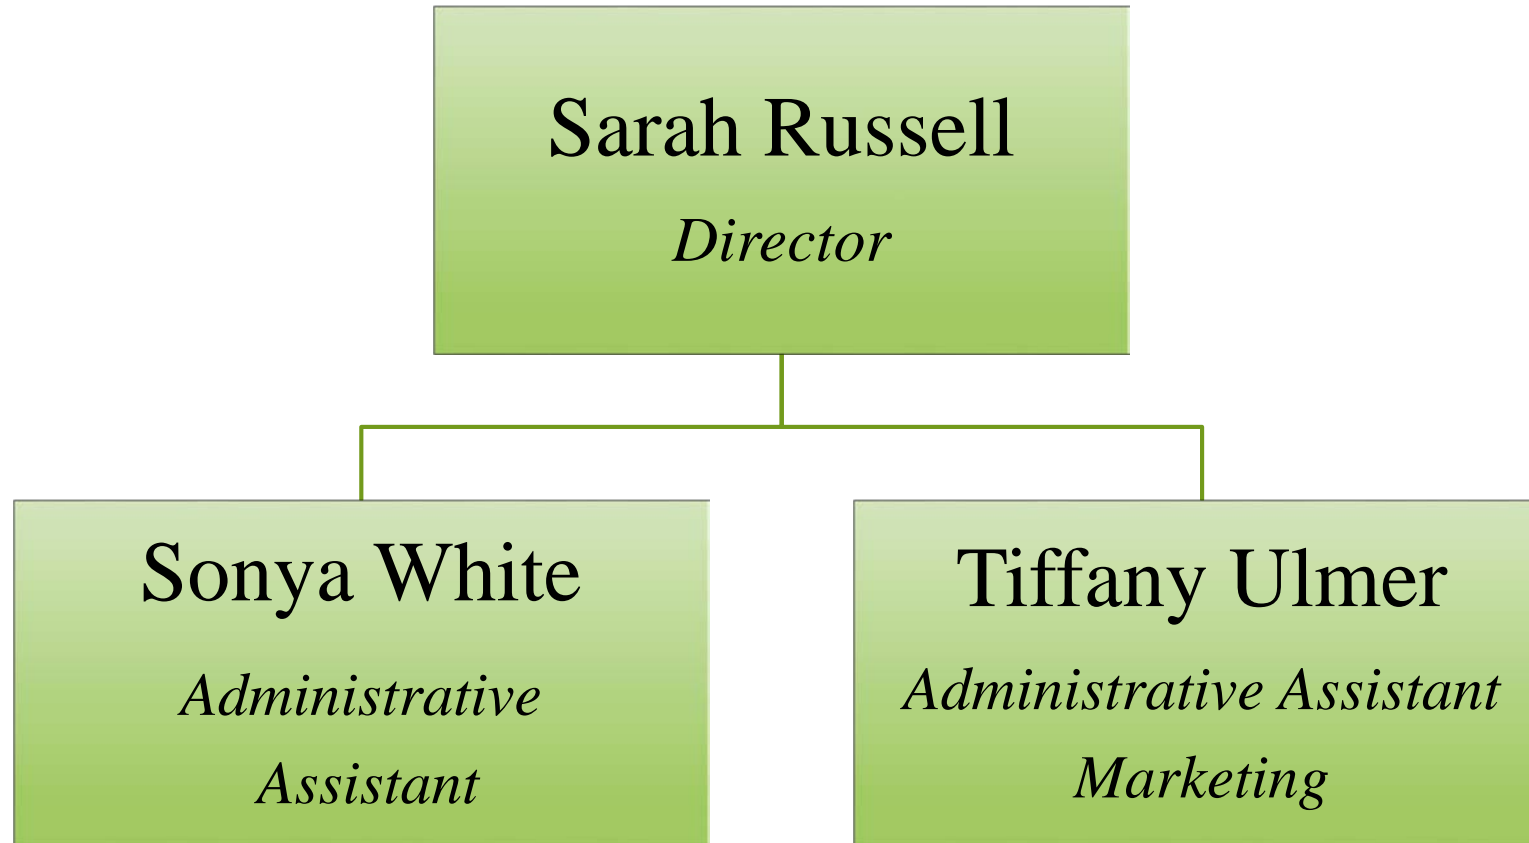 Sarah Russell
Director
Sonya White
Administrative
Assistant
Tiffany Ulmer
Administrative Assistant
Marketing